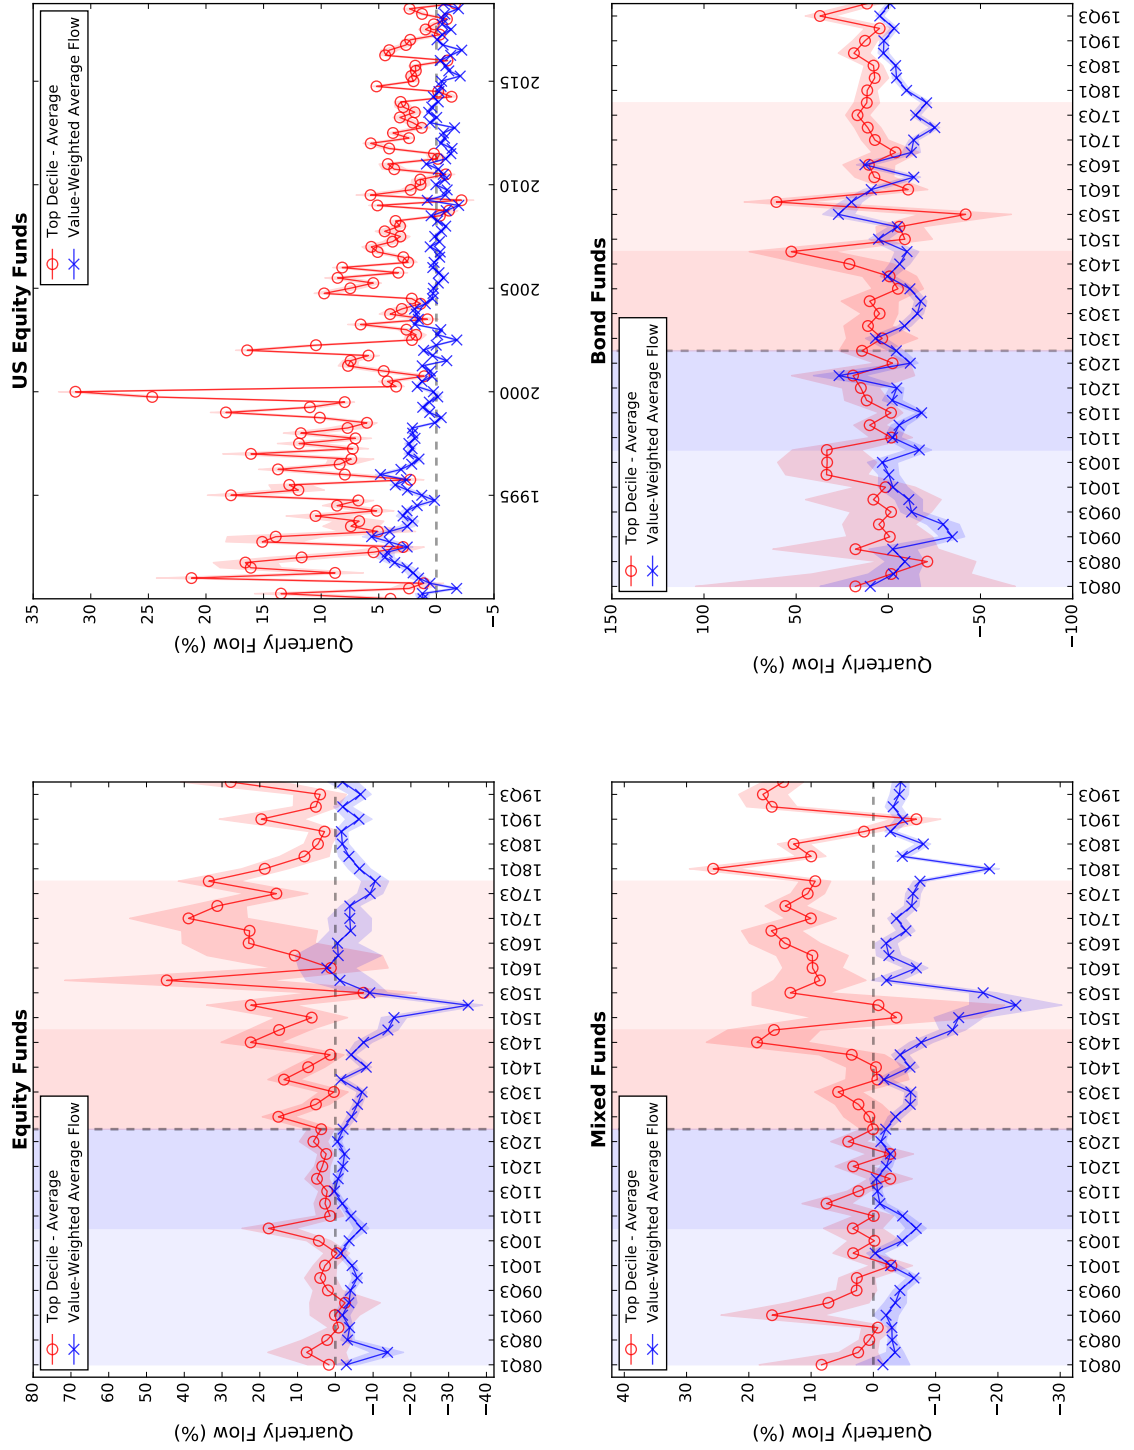 Equity Funds
Top Decile - Average
Value-Weighted Average Flow
Quarterly Flow (%)
80
70
60
50
40
30
20
10
0
−10
−20
−30
−40
08Q1
08Q3
09Q1
09Q3
10Q1
10Q3
11Q1
11Q3
12Q1
12Q3
13Q1
13Q3
14Q1
14Q3
15Q1
15Q3
16Q1
16Q3
17Q1
17Q3
18Q1
18Q3
19Q1
19Q3
US Equity Funds
Top Decile - Average
Value-Weighted Average Flow
Quarterly Flow (%)
35
30
25
20
15
10
5
0
−5
1995
2000
2005
2010
2015
Mixed Funds
Top Decile - Average
Value-Weighted Average Flow
Quarterly Flow (%)
40
30
20
10
0
−10
−20
−30
08Q1
08Q3
09Q1
09Q3
10Q1
10Q3
11Q1
11Q3
12Q1
12Q3
13Q1
13Q3
14Q1
14Q3
15Q1
15Q3
16Q1
16Q3
17Q1
17Q3
18Q1
18Q3
19Q1
19Q3
Bond Funds
Top Decile - Average
Value-Weighted Average Flow
Quarterly Flow (%)
150
100
50
0
−50
−100
08Q1
08Q3
09Q1
09Q3
10Q1
10Q3
11Q1
11Q3
12Q1
12Q3
13Q1
13Q3
14Q1
14Q3
15Q1
15Q3
16Q1
16Q3
17Q1
17Q3
18Q1
18Q3
19Q1
19Q3